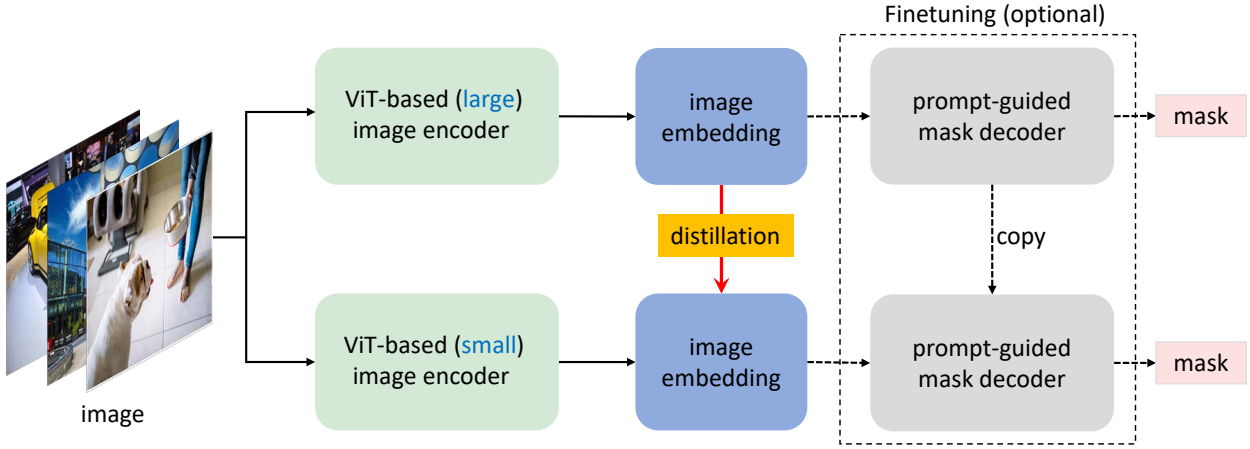 Finetuning (optional)
ViT-based (large)
image encoder
image
embedding
prompt-guided
mask decoder
mask
distillation
copy
ViT-based (small)
image encoder
image
embedding
prompt-guided
mask decoder
mask
image